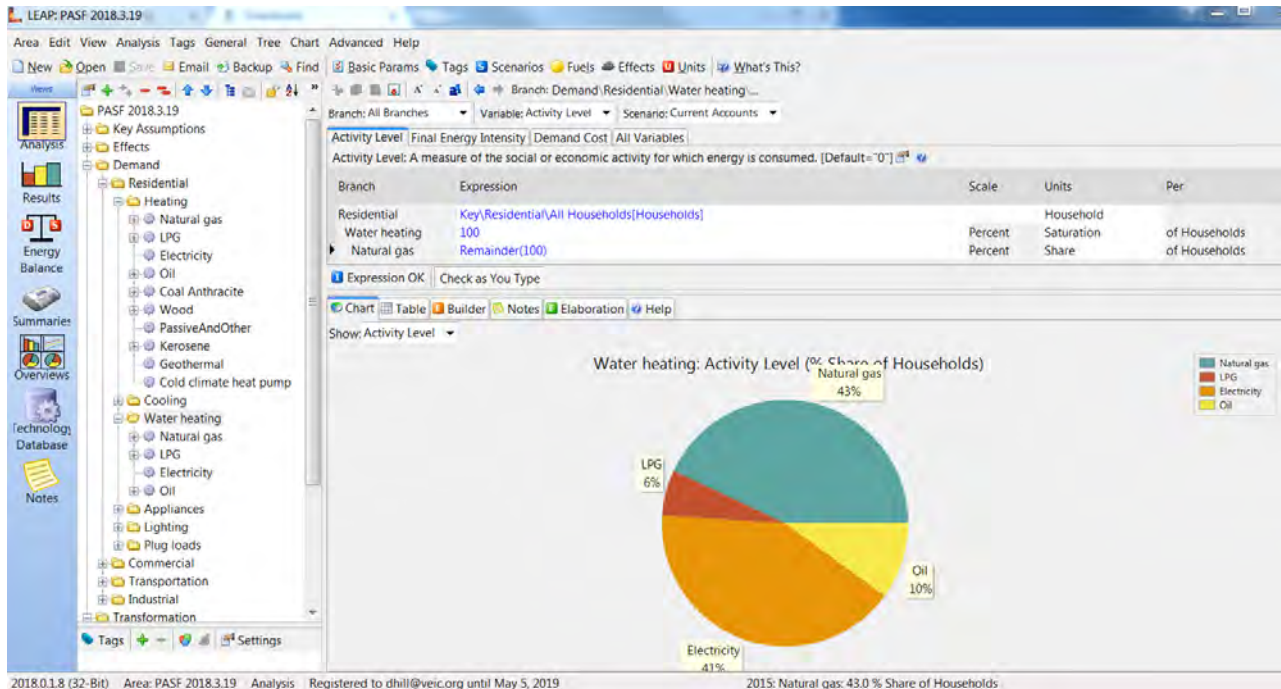 LEAP: PASF 2018.3.19
Area Edit View Analysis Tags General Tree Chart Advanced Help
New Open Save Email Backup Find Basic Params Tags Scenarios Fuels Effects Units What's This?
Views
Branch: Demand\Residential\Water heating\...
Branch: All Branches Variable: Activity Level Scenario: Current Accounts
Activity Level Final Energy Intensity Demand Cost All Variables
Activity Level: A measure of the social or economic activity for which energy is consumed. [Default="0"]
Branch Expression Scale Units Per
Residential Key\Residential\All Households[Households] Household
Water heating 100 Percent Saturation of Households
Natural gas Remainder(100) Percent Share of Households
Expression OK Check as You Type
Chart Table Builder Notes Elaboration Help
Show: Activity Level
Water heating: Activity Level (% Share of Households)
Natural gas
43%
LPG
6%
Oil
10%
Electricity
41%
Natural gas
LPG
Electricity
Oil
Analysis
Results
Energy
Balance
Summaries
Overviews
Technology
Database
Notes
PASF 2018.3.19
Key Assumptions
Effects
Demand
Residential
Heating
Natural gas
LPG
Electricity
Oil
Coal Anthracite
Wood
PassiveAndOther
Kerosene
Geothermal
Cold climate heat pump
Cooling
Water heating
Natural gas
LPG
Electricity
Oil
Appliances
Lighting
Plug loads
Commercial
Transportation
Industrial
Transformation
Tags Settings
2018.0.1.8 (32-Bit) Area: PASF 2018.3.19 Analysis Registered to dhill@veic.org until May 5, 2019 2015: Natural gas: 43.0 % Share of Households